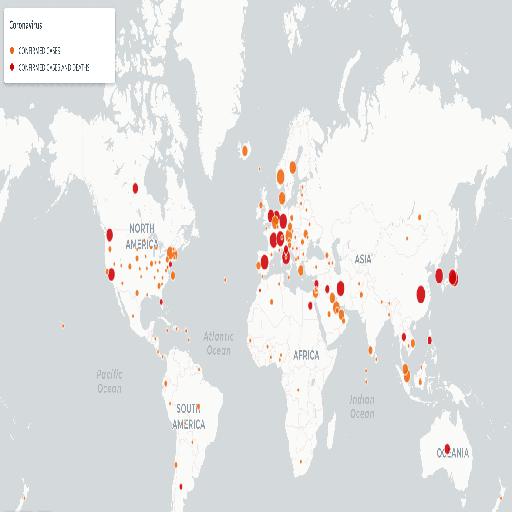 Coronavirus
CONFIRMED CASES
CONFIRMED CASES AND DEATHS
NORTH
AMERICA
ASIA
Atlantic
Ocean
AFRICA
Pacific
Ocean
Indian
Ocean
SOUTH
AMERICA
OCEANIA